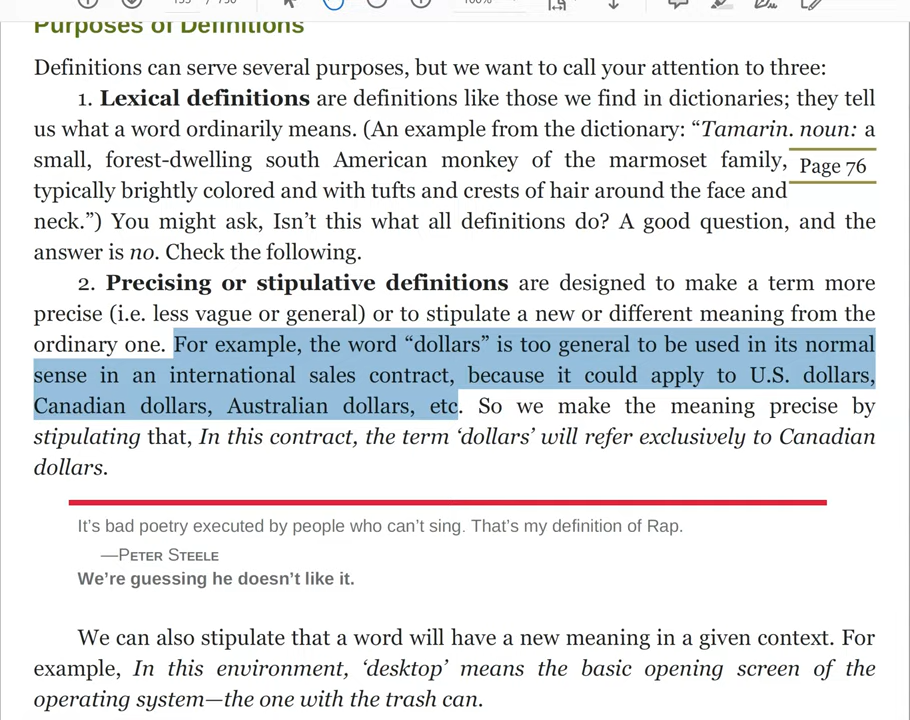 Purposes of Definitions
Definitions can serve several purposes, but we want to call your attention to three:
1. Lexical definitions are definitions like those we find in dictionaries; they tell
us what a word ordinarily means. (An example from the dictionary: “Tamarin. noun: a
small, forest-dwelling south American monkey of the marmoset family,
Page 76
typically brightly colored and with tufts and crests of hair around the face and
neck.”) You might ask, Isn’t this what all definitions do? A good question, and the
answer is no. Check the following.
2. Precising or stipulative definitions are designed to make a term more
precise (i.e. less vague or general) or to stipulate a new or different meaning from the
ordinary one. For example, the word “dollars” is too general to be used in its normal
sense in an international sales contract, because it could apply to U.S. dollars,
Canadian dollars, Australian dollars, etc. So we make the meaning precise by
stipulating that, In this contract, the term ‘dollars’ will refer exclusively to Canadian
dollars.
It’s bad poetry executed by people who can’t sing. That’s my definition of Rap.
—Peter Steele
We’re guessing he doesn’t like it.
We can also stipulate that a word will have a new meaning in a given context. For
example, In this environment, ‘desktop’ means the basic opening screen of the
operating system—the one with the trash can.